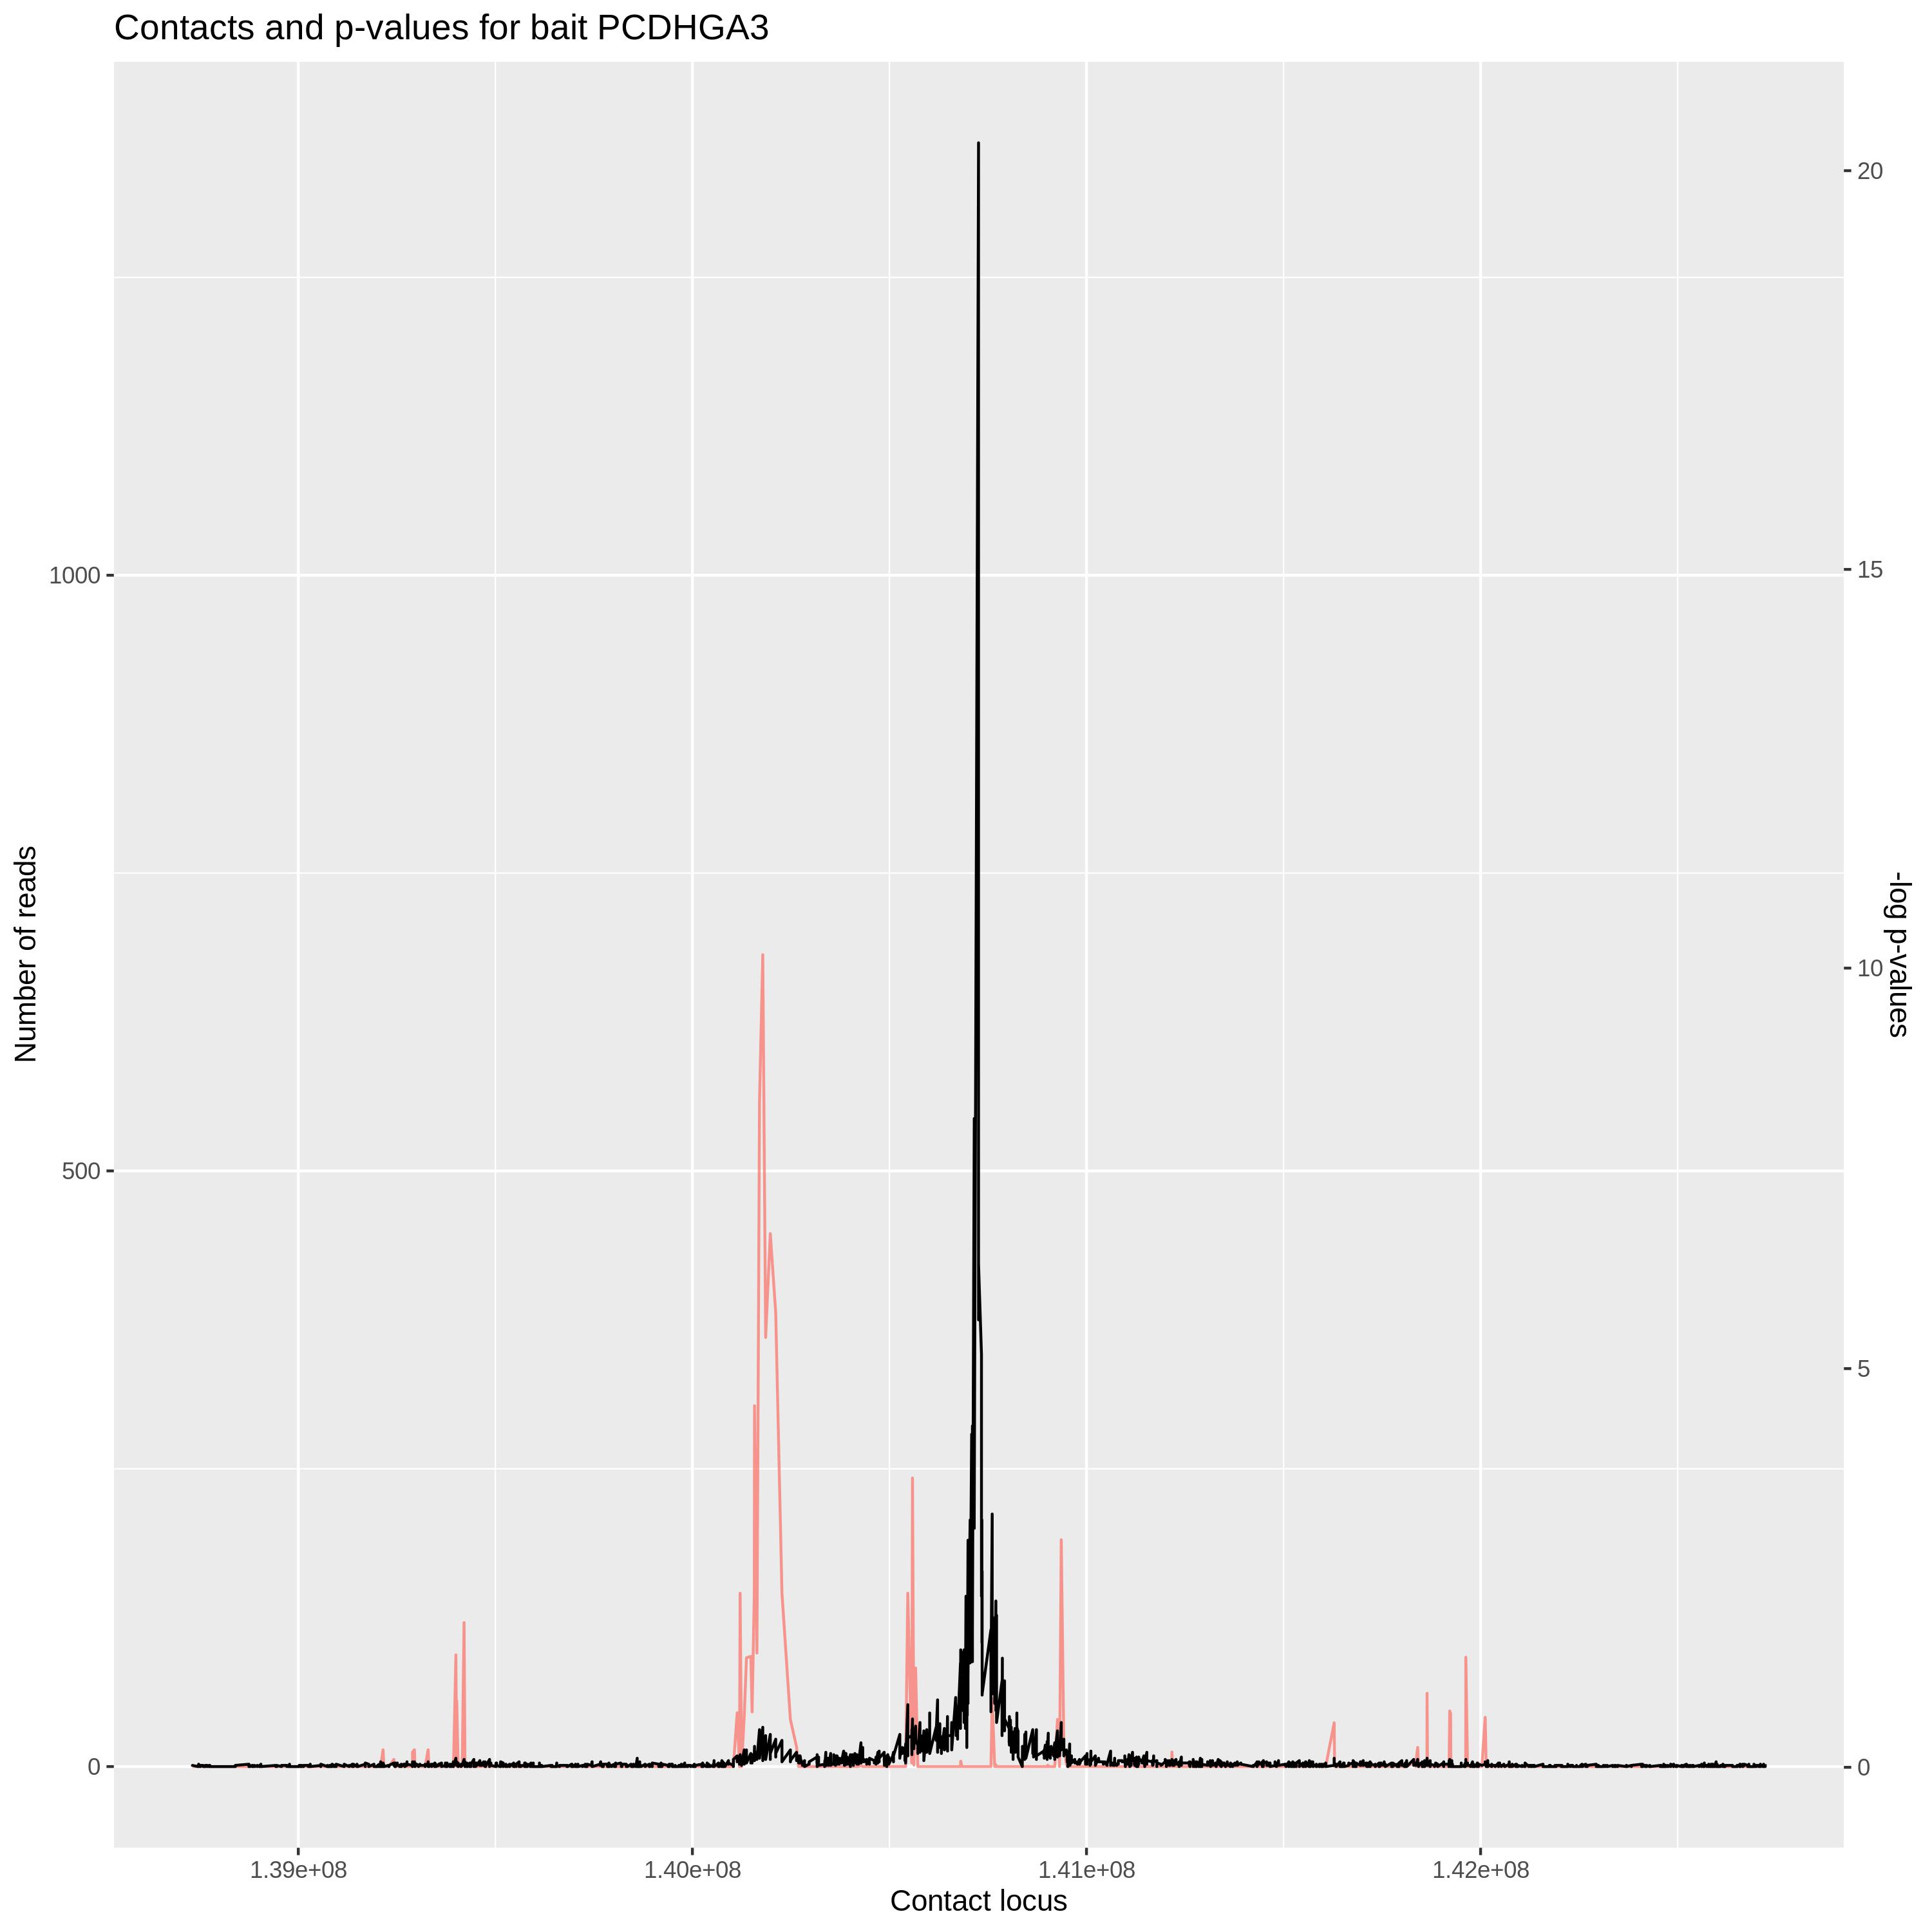 Contacts and p-values for bait PCDHGA3
Number of reads
1000
500
0
20
15
10
5
0
-log p-values
1.39e+08
1.40e+08
1.41e+08
1.42e+08
Contact locus